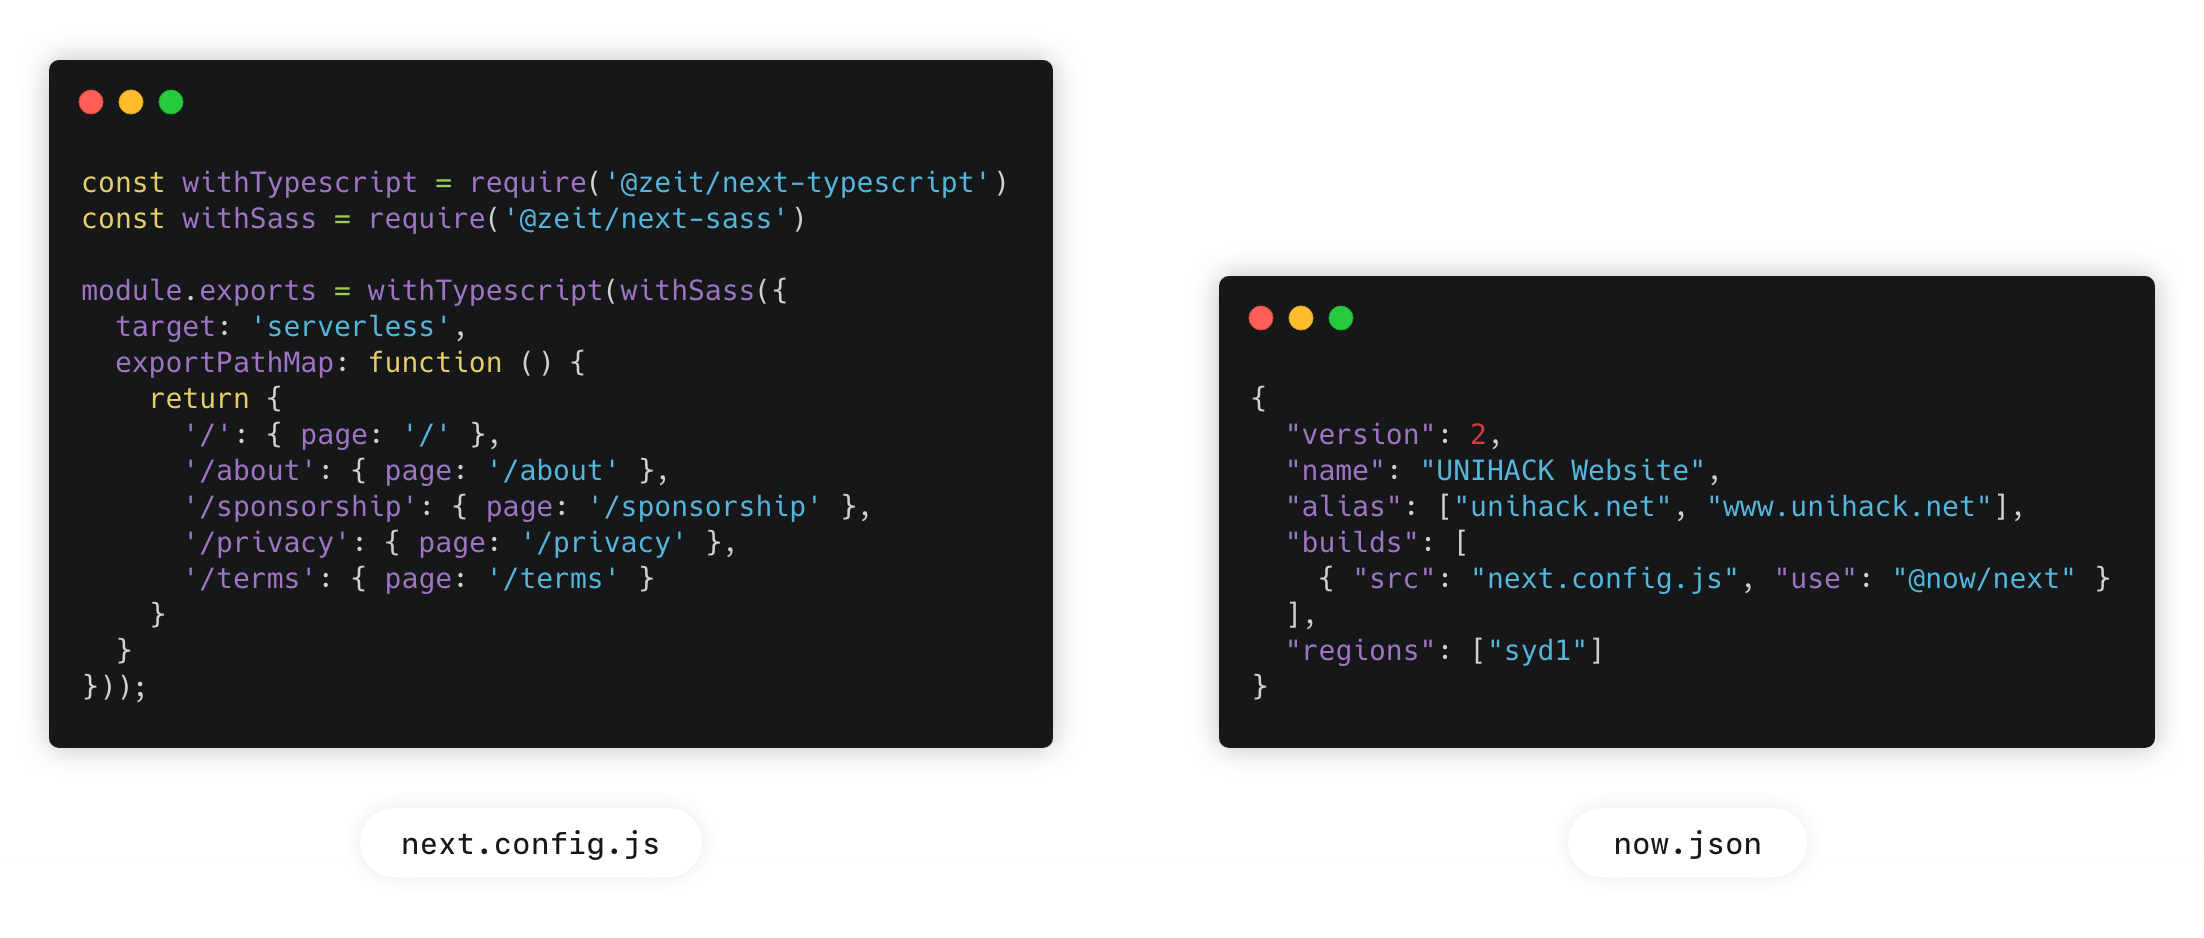 const withTypescript = require('@zeit/next-typescript')
const withSass = require('@zeit/next-sass')

module.exports = withTypescript(withSass({
  target: 'serverless',
  exportPathMap: function () {
    return {
      '/': { page: '/' },
      '/about': { page: '/about' },
      '/sponsorship': { page: '/sponsorship' },
      '/privacy': { page: '/privacy' },
      '/terms': { page: '/terms' }
    }
  }
}));
next.config.js
{
  "version": 2,
  "name": "UNIHACK Website",
  "alias": ["unihack.net", "www.unihack.net"],
  "builds": [
    { "src": "next.config.js", "use": "@now/next" }
  ],
  "regions": ["syd1"]
}
now.json